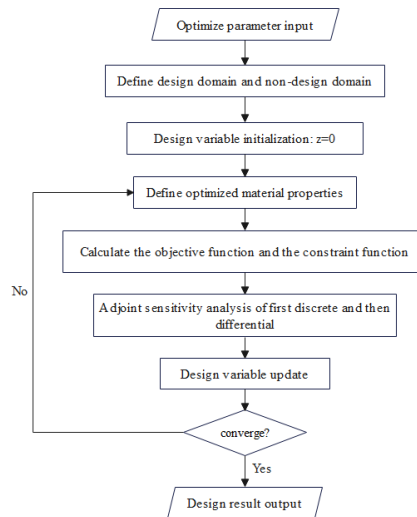 Optimize parameter input
Define design domain and non-design domain
Design variable initialization: z=0
Define optimized material properties
Calculate the objective function and the constraint function
No
Adjoint sensitivity analysis of first discrete and then
differential
Design variable update
converge?
Yes
Design result output